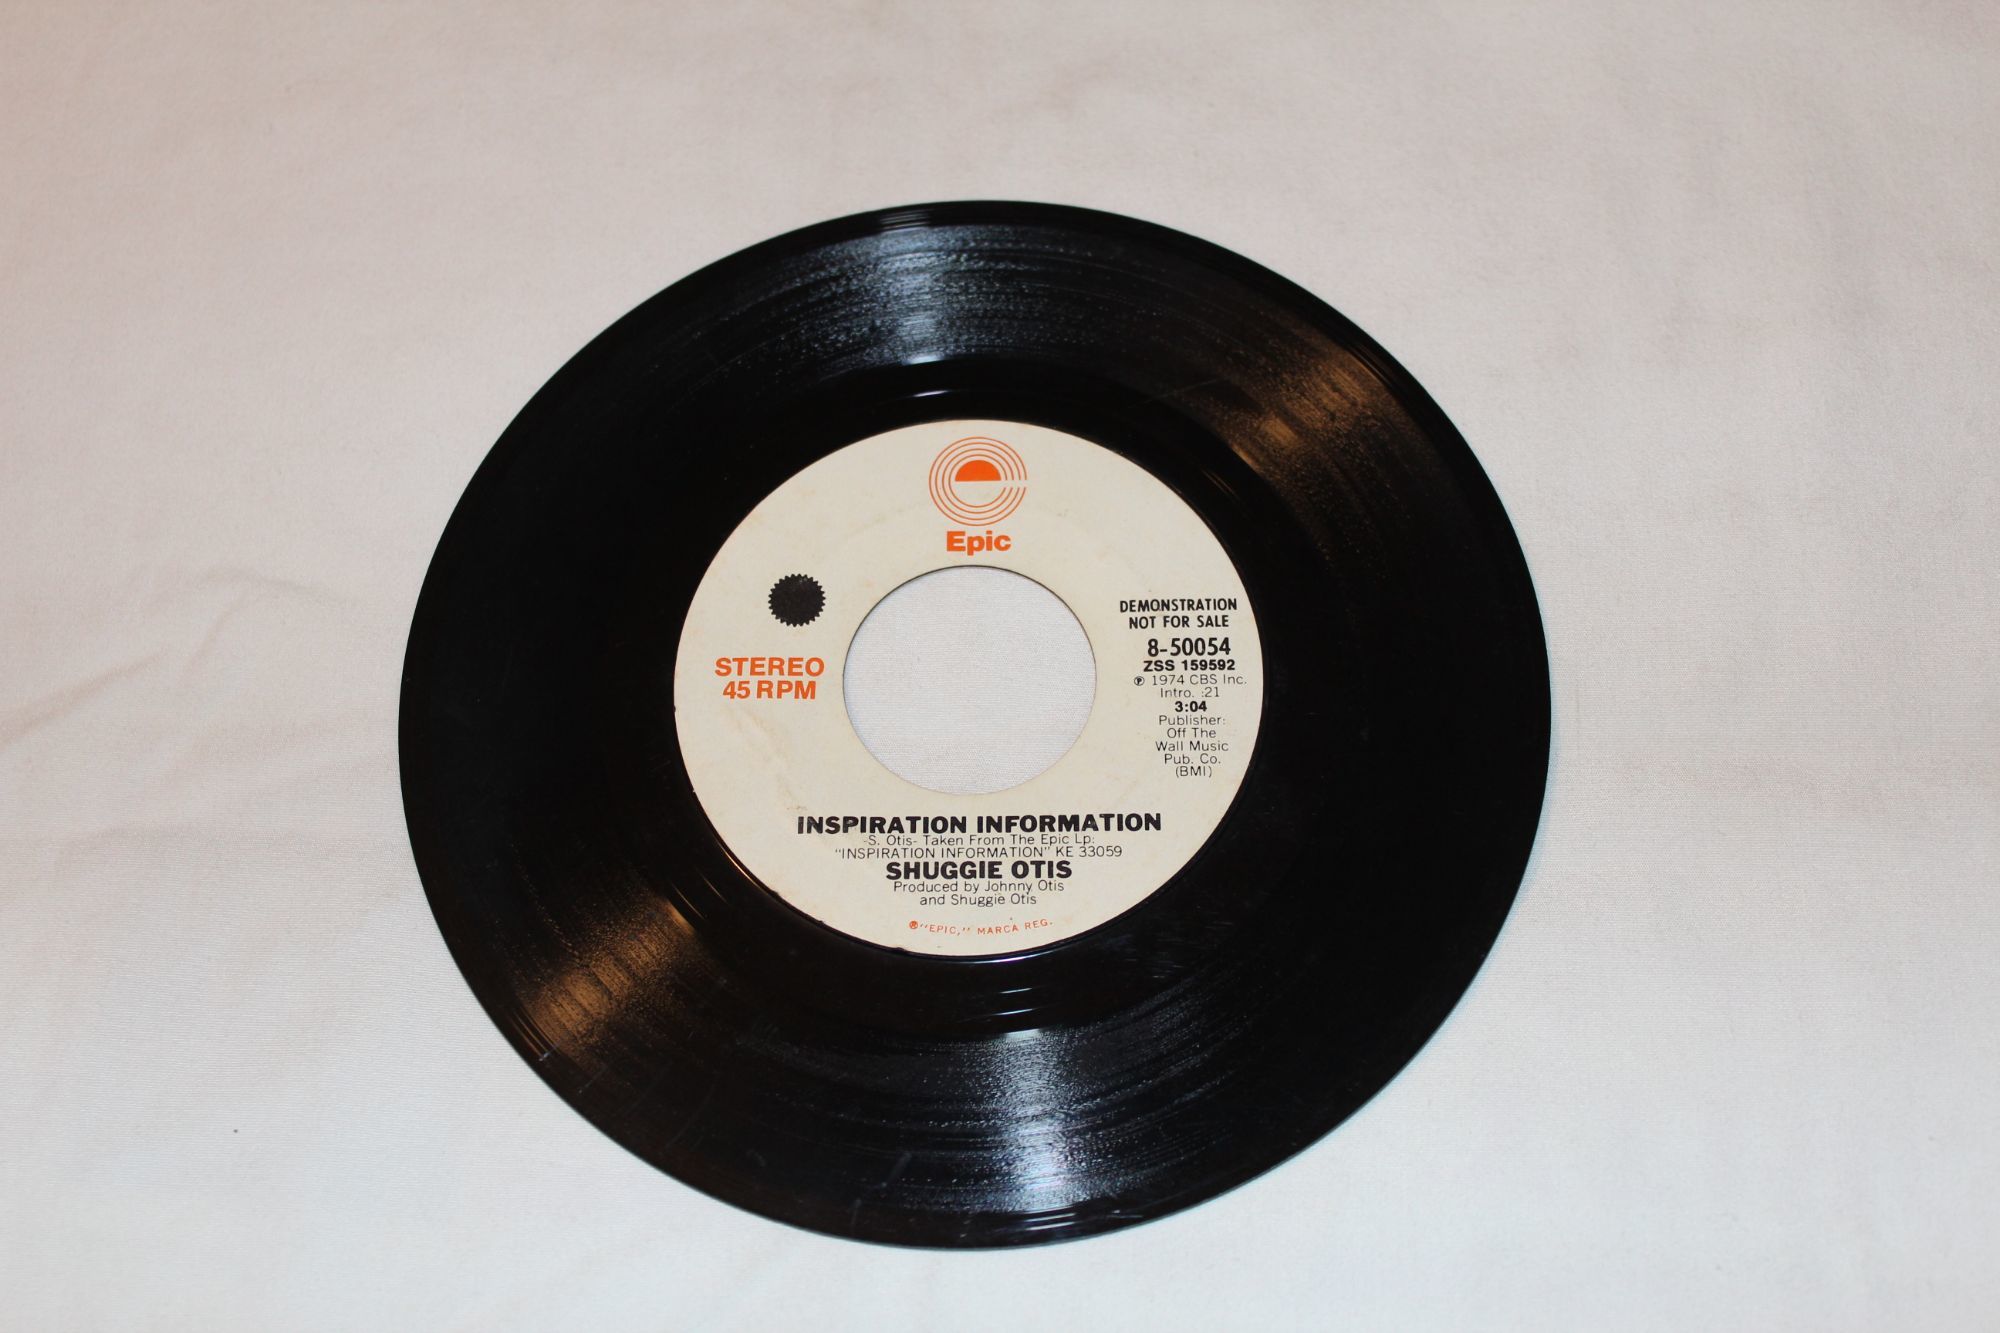 Epic
STEREO
45 RPM
DEMONSTRATION
NOT FOR SALE
8-50054
ZSS 159592
℗ 1974 CBS Inc.
Intro. :21
3:04
Publisher:
Off The
Wall Music
Pub. Co.
(BMI)
INSPIRATION INFORMATION
-S. Otis- Taken From The Epic Lp:
"INSPIRATION INFORMATION" KE 33059
SHUGGIE OTIS
Produced by Johnny Otis
and Shuggie Otis
®"EPIC," MARCA REG.